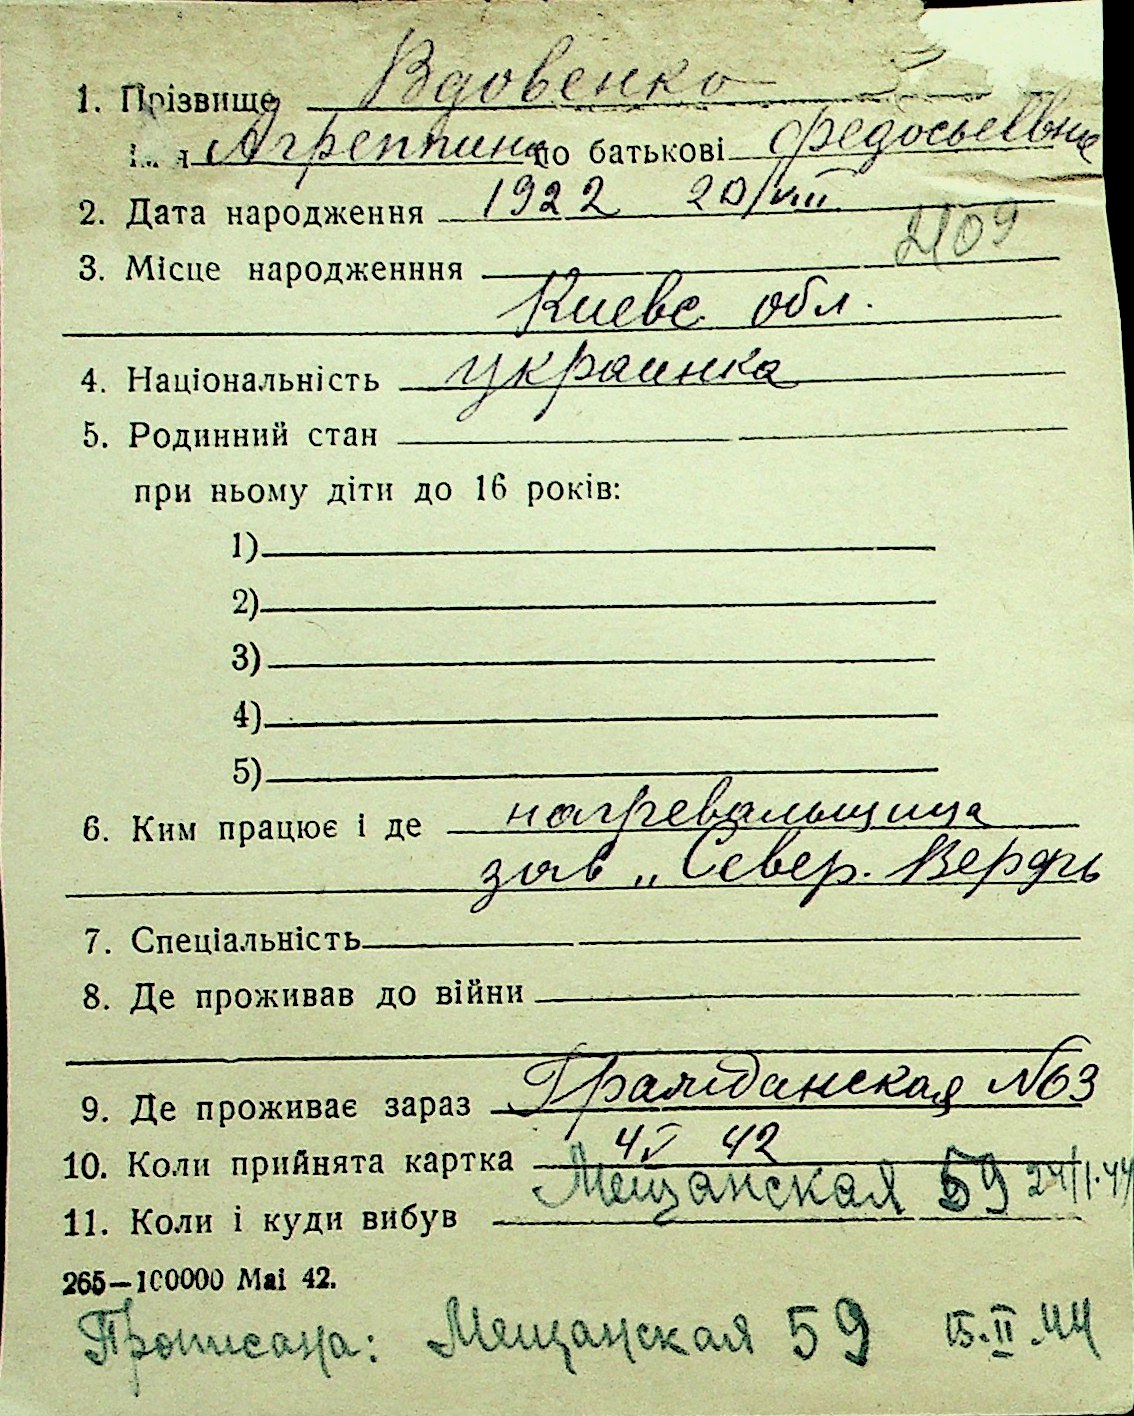 1. Прізвище Вдовенко
Агреппина по батькові Федосьевна
2. Дата народження 1922 20/VIII
2109
3. Місце народженння
Киевс обл.
4. Національність украинка
5. Родинний стан
при ньому діти до 16 років:
1)
2)
3)
4)
5)
6. Ким працює і де нагревальщица
зав „Север. Верфь
7. Спеціальність
8. Де проживав до війни
9. Де проживає зараз Гражданская №63
10. Коли прийнята картка 4/V 42
Мещанская 59 24/I.44
11. Коли і куди вибув
265—100000 Маі 42.
Прописана: Мещанская 59 15.II.44